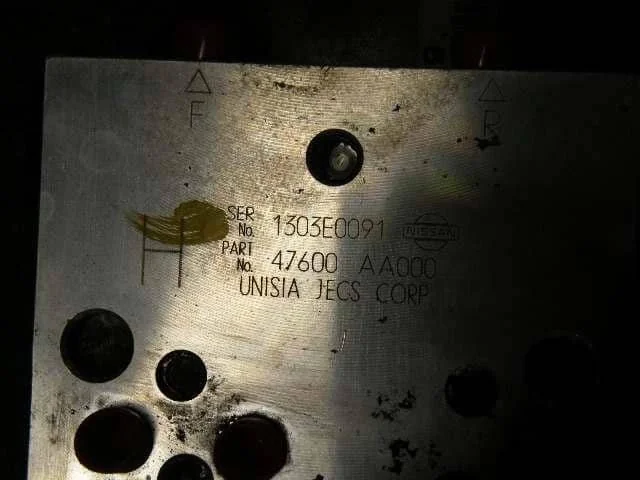 F
R
SER
No. 1303E0091 NISSAN
PART
No. 47600 AA000
UNISIA JECS CORP
H